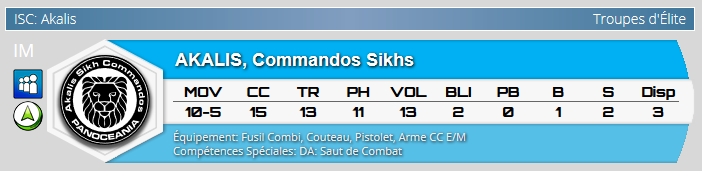 ISC: Akalis
Troupes d'Élite
IM
Akalis Sikh Commandos
PANOCEANIA
AKALIS, Commandos Sikhs
MOV CC TR PH VOL BLI PB B S Disp
10-5 15 13 11 13 2 0 1 2 3
Équipement: Fusil Combi, Couteau, Pistolet, Arme CC E/M
Compétences Spéciales: DA: Saut de Combat